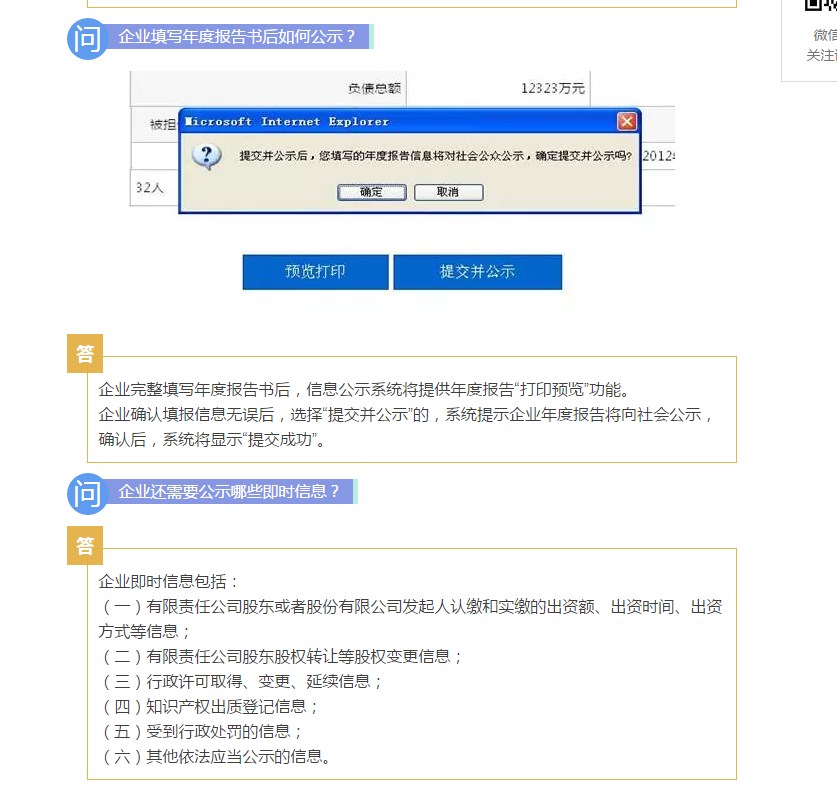 问 企业填写年度报告书后如何公示？
微信
关注
负债总额 12323万元
被担
Microsoft Internet Explorer
提交并公示后，您填写的年度报告信息将对社会公众公示，确定提交并公示吗?
2012
32人
确定 取消
预览打印 提交并公示
答
企业完整填写年度报告书后，信息公示系统将提供年度报告“打印预览”功能。
企业确认填报信息无误后，选择“提交并公示”的，系统提示企业年度报告将向社会公示，
确认后，系统将显示“提交成功”。
问 企业还需要公示哪些即时信息？
答
企业即时信息包括：
（一）有限责任公司股东或者股份有限公司发起人认缴和实缴的出资额、出资时间、出资
方式等信息；
（二）有限责任公司股东股权转让等股权变更信息；
（三）行政许可取得、变更、延续信息；
（四）知识产权出质登记信息；
（五）受到行政处罚的信息；
（六）其他依法应当公示的信息。